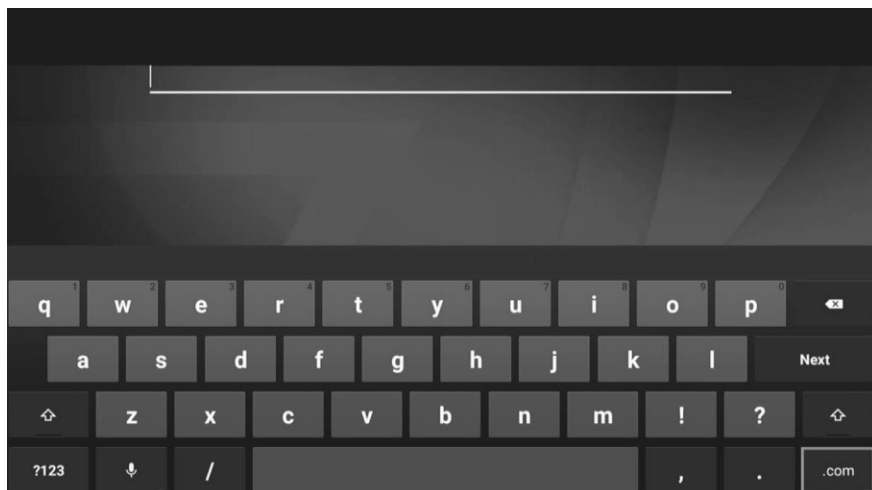 q 1 w 2 e 3 r 4 t 5 y 6 u 7 i 8 o 9 p 0
a s d f g h j k l Next
z x c v b n m ! ?
?123 / , . .com